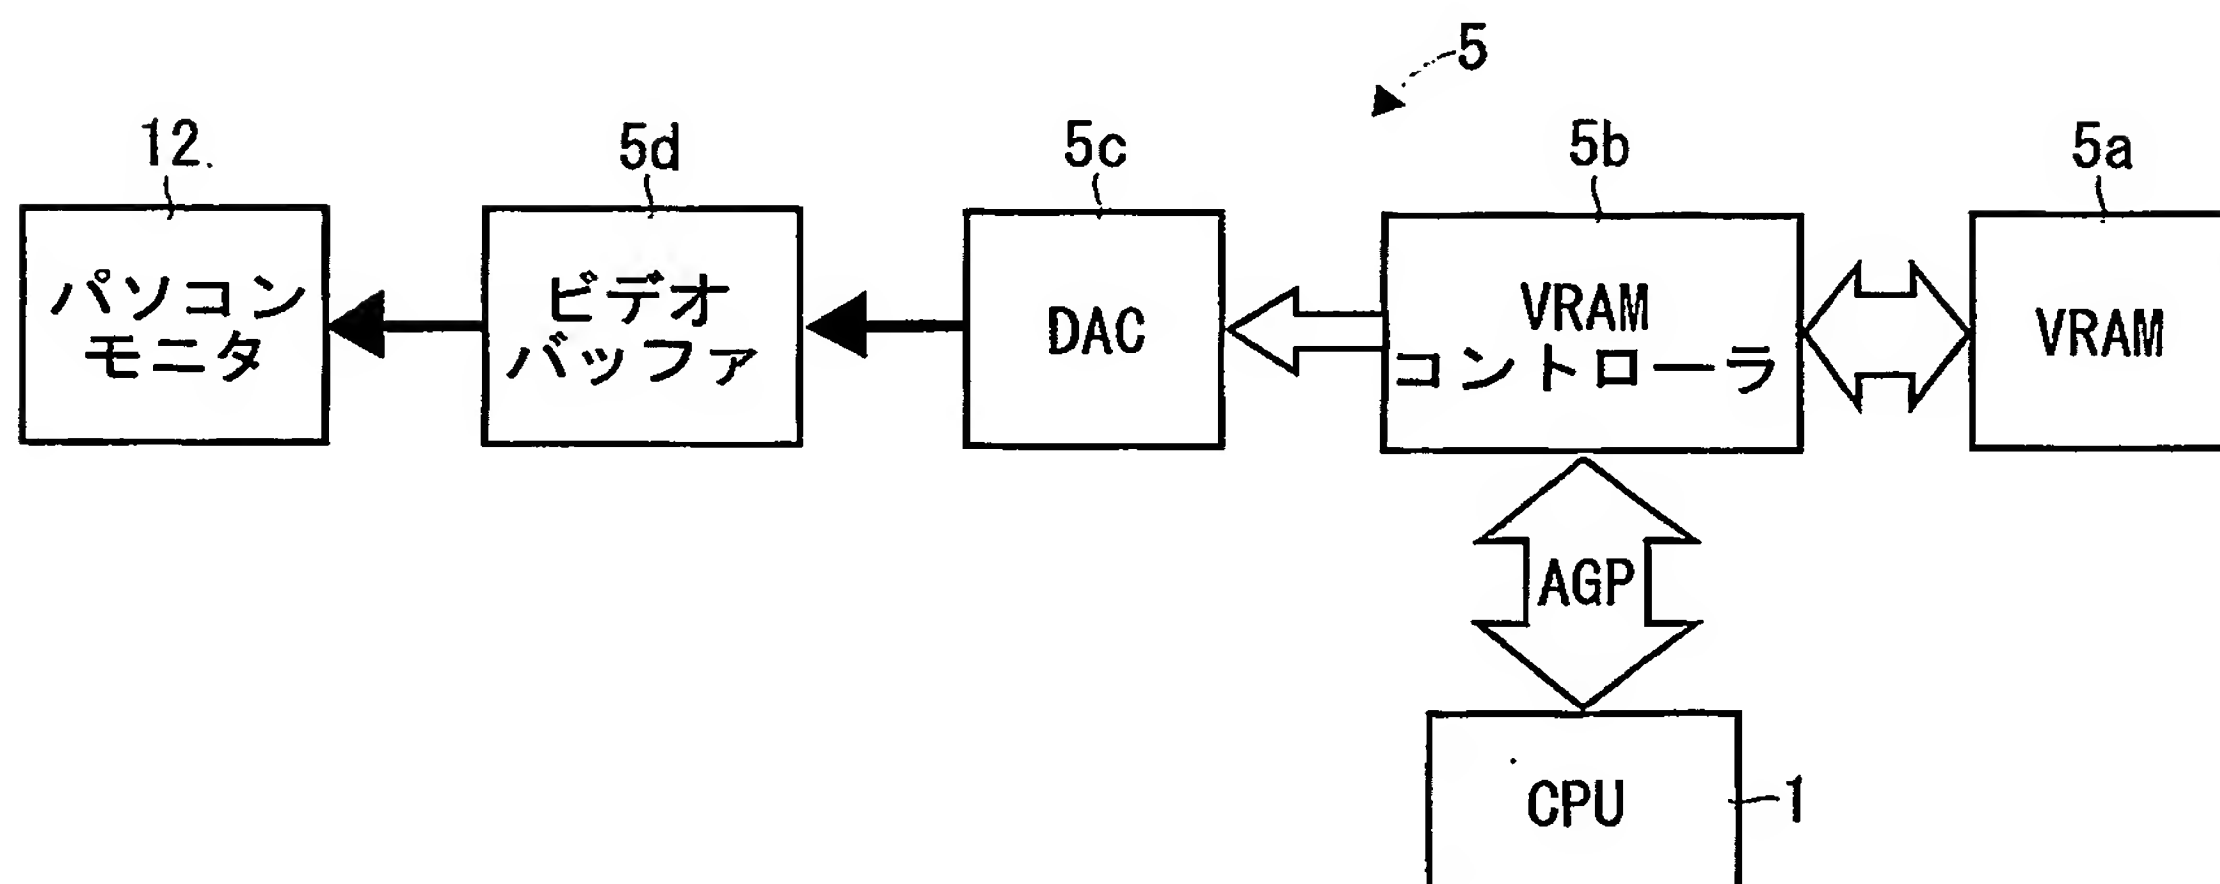 5
12.
5d
5c
5b
5a
パソコン
モニタ
ビデオ
バッファ
DAC
VRAM
コントローラ
VRAM
AGP
CPU
1